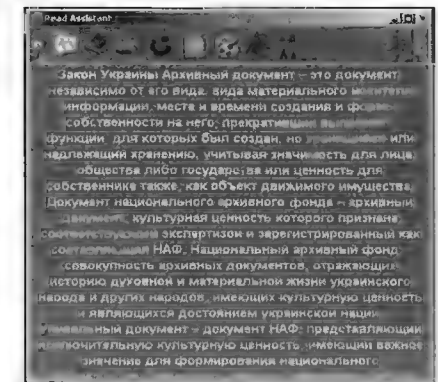 Read Assistant
Закон Украины Архивный документ – это документ
независимо от его вида, вида материального носителя
информации, места и времени создания и формы
собственности на него, прекративший
функции, для которых был создан, но или
надлежащий хранению, учитывая значимость для лица,
общества либо государства или ценность для
собственника также, как объект движимого имущества.
Документ национального архивного фонда – архивный
документ, культурная ценность которого признана
соответствующей экспертизой и зарегистрированный как
НАФ. Национальный архивный фонд
совокупность архивных документов, отражающих
историю духовной и материальной жизни украинского
народа и других народов, имеющих культурную ценность
и являющихся достоянием украинской нации
Уникальный документ – документ НАФ, представляющий
исключительную культурную ценность, имеющий важное
значение для формирования национального